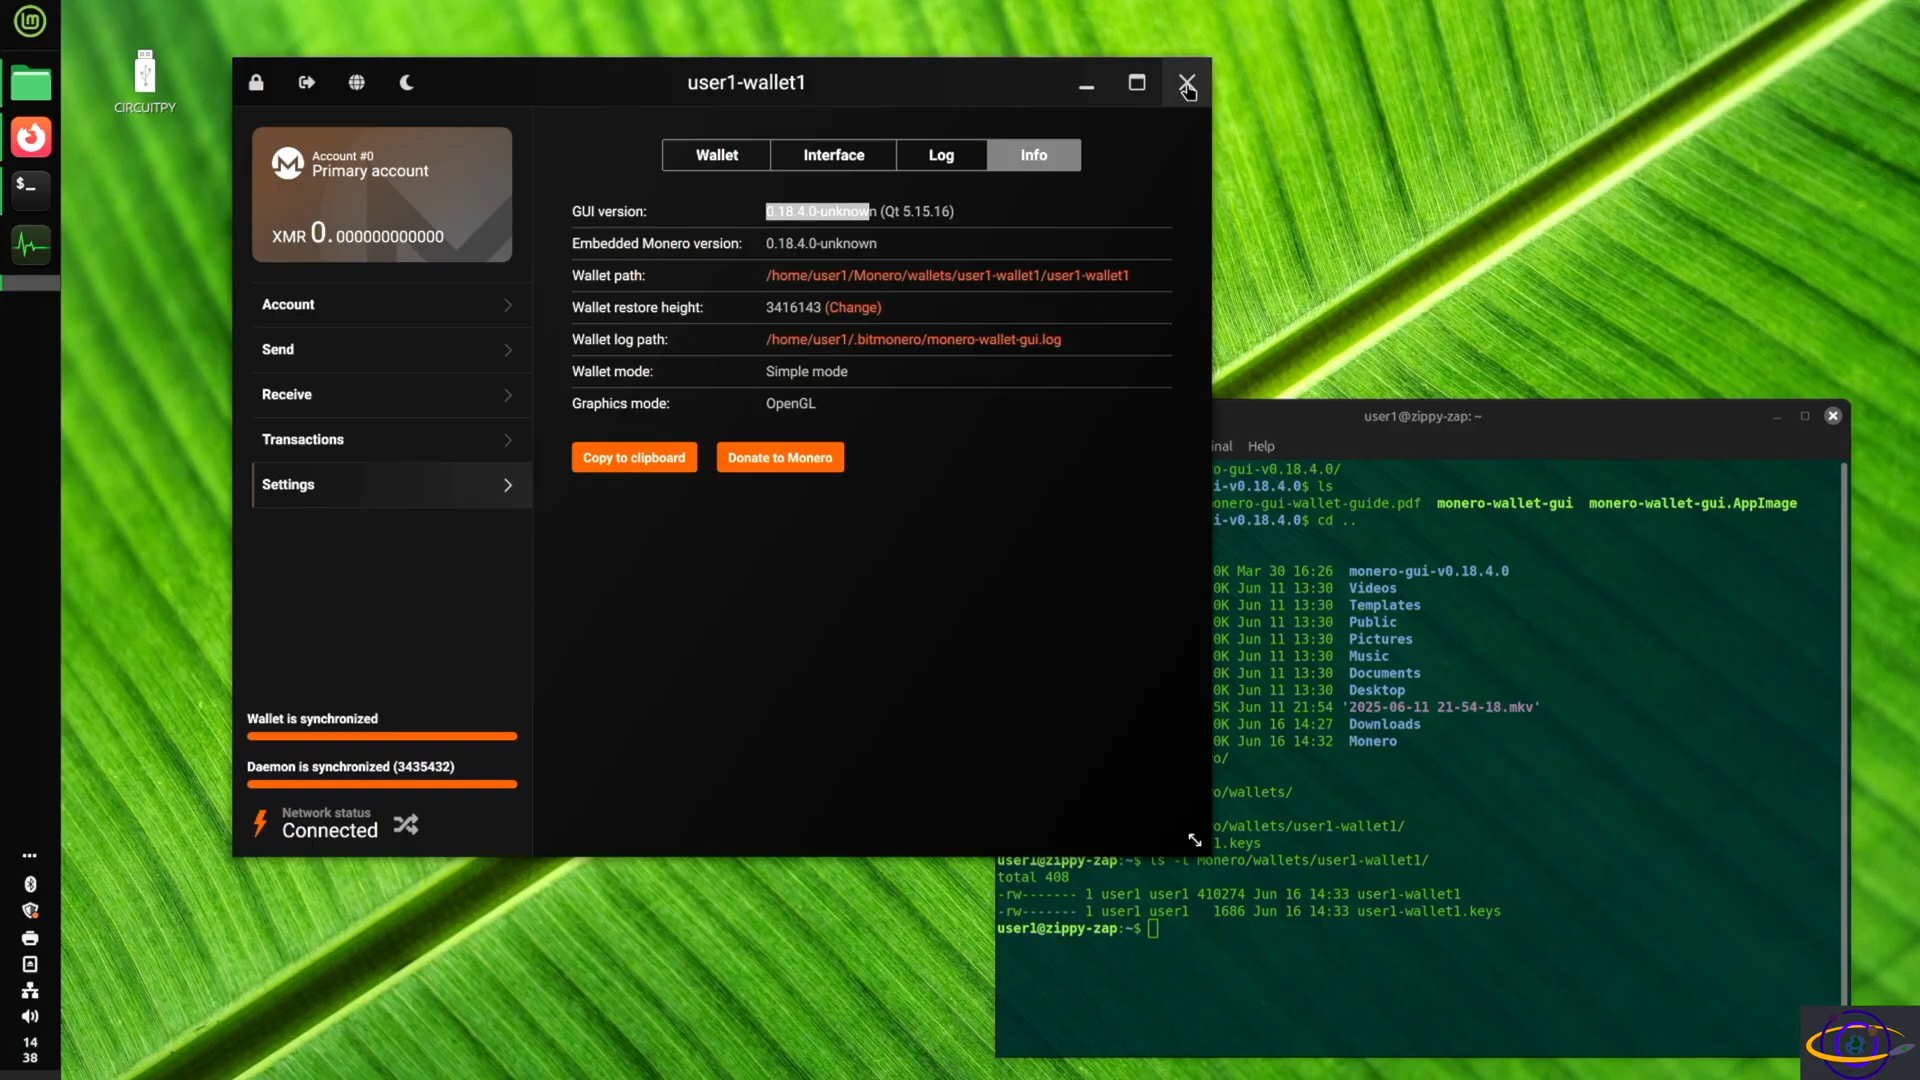 CIRCUITPY
user1-wallet1
Account #0
Primary account
XMR 0.000000000000
Account
Send
Receive
Transactions
Settings
Wallet is synchronized
Daemon is synchronized (3435432)
Network status
Connected
Wallet
Interface
Log
Info
GUI version: 0.18.4.0-unknown (Qt 5.15.16)
Embedded Monero version: 0.18.4.0-unknown
Wallet path: /home/user1/Monero/wallets/user1-wallet1/user1-wallet1
Wallet restore height: 3416143 (Change)
Wallet log path: /home/user1/.bitmonero/monero-wallet-gui.log
Wallet mode: Simple mode
Graphics mode: OpenGL
Copy to clipboard
Donate to Monero
user1@zippy-zap: ~
inal Help
o-gui-v0.18.4.0/
i-v0.18.4.0$ ls
onero-gui-wallet-guide.pdf monero-wallet-gui monero-wallet-gui.AppImage
i-v0.18.4.0$ cd ..
0K Mar 30 16:26 monero-gui-v0.18.4.0
0K Jun 11 13:30 Videos
0K Jun 11 13:30 Templates
0K Jun 11 13:30 Public
0K Jun 11 13:30 Pictures
0K Jun 11 13:30 Music
0K Jun 11 13:30 Documents
0K Jun 11 13:30 Desktop
5K Jun 11 21:54 '2025-06-11 21-54-18.mkv'
0K Jun 16 14:27 Downloads
0K Jun 16 14:32 Monero
o/
o/wallets/
o/wallets/user1-wallet1/
1.keys
user1@zippy-zap:~$ ls -l Monero/wallets/user1-wallet1/
total 408
-rw------- 1 user1 user1 410274 Jun 16 14:33 user1-wallet1
-rw------- 1 user1 user1 1686 Jun 16 14:33 user1-wallet1.keys
user1@zippy-zap:~$
14
38